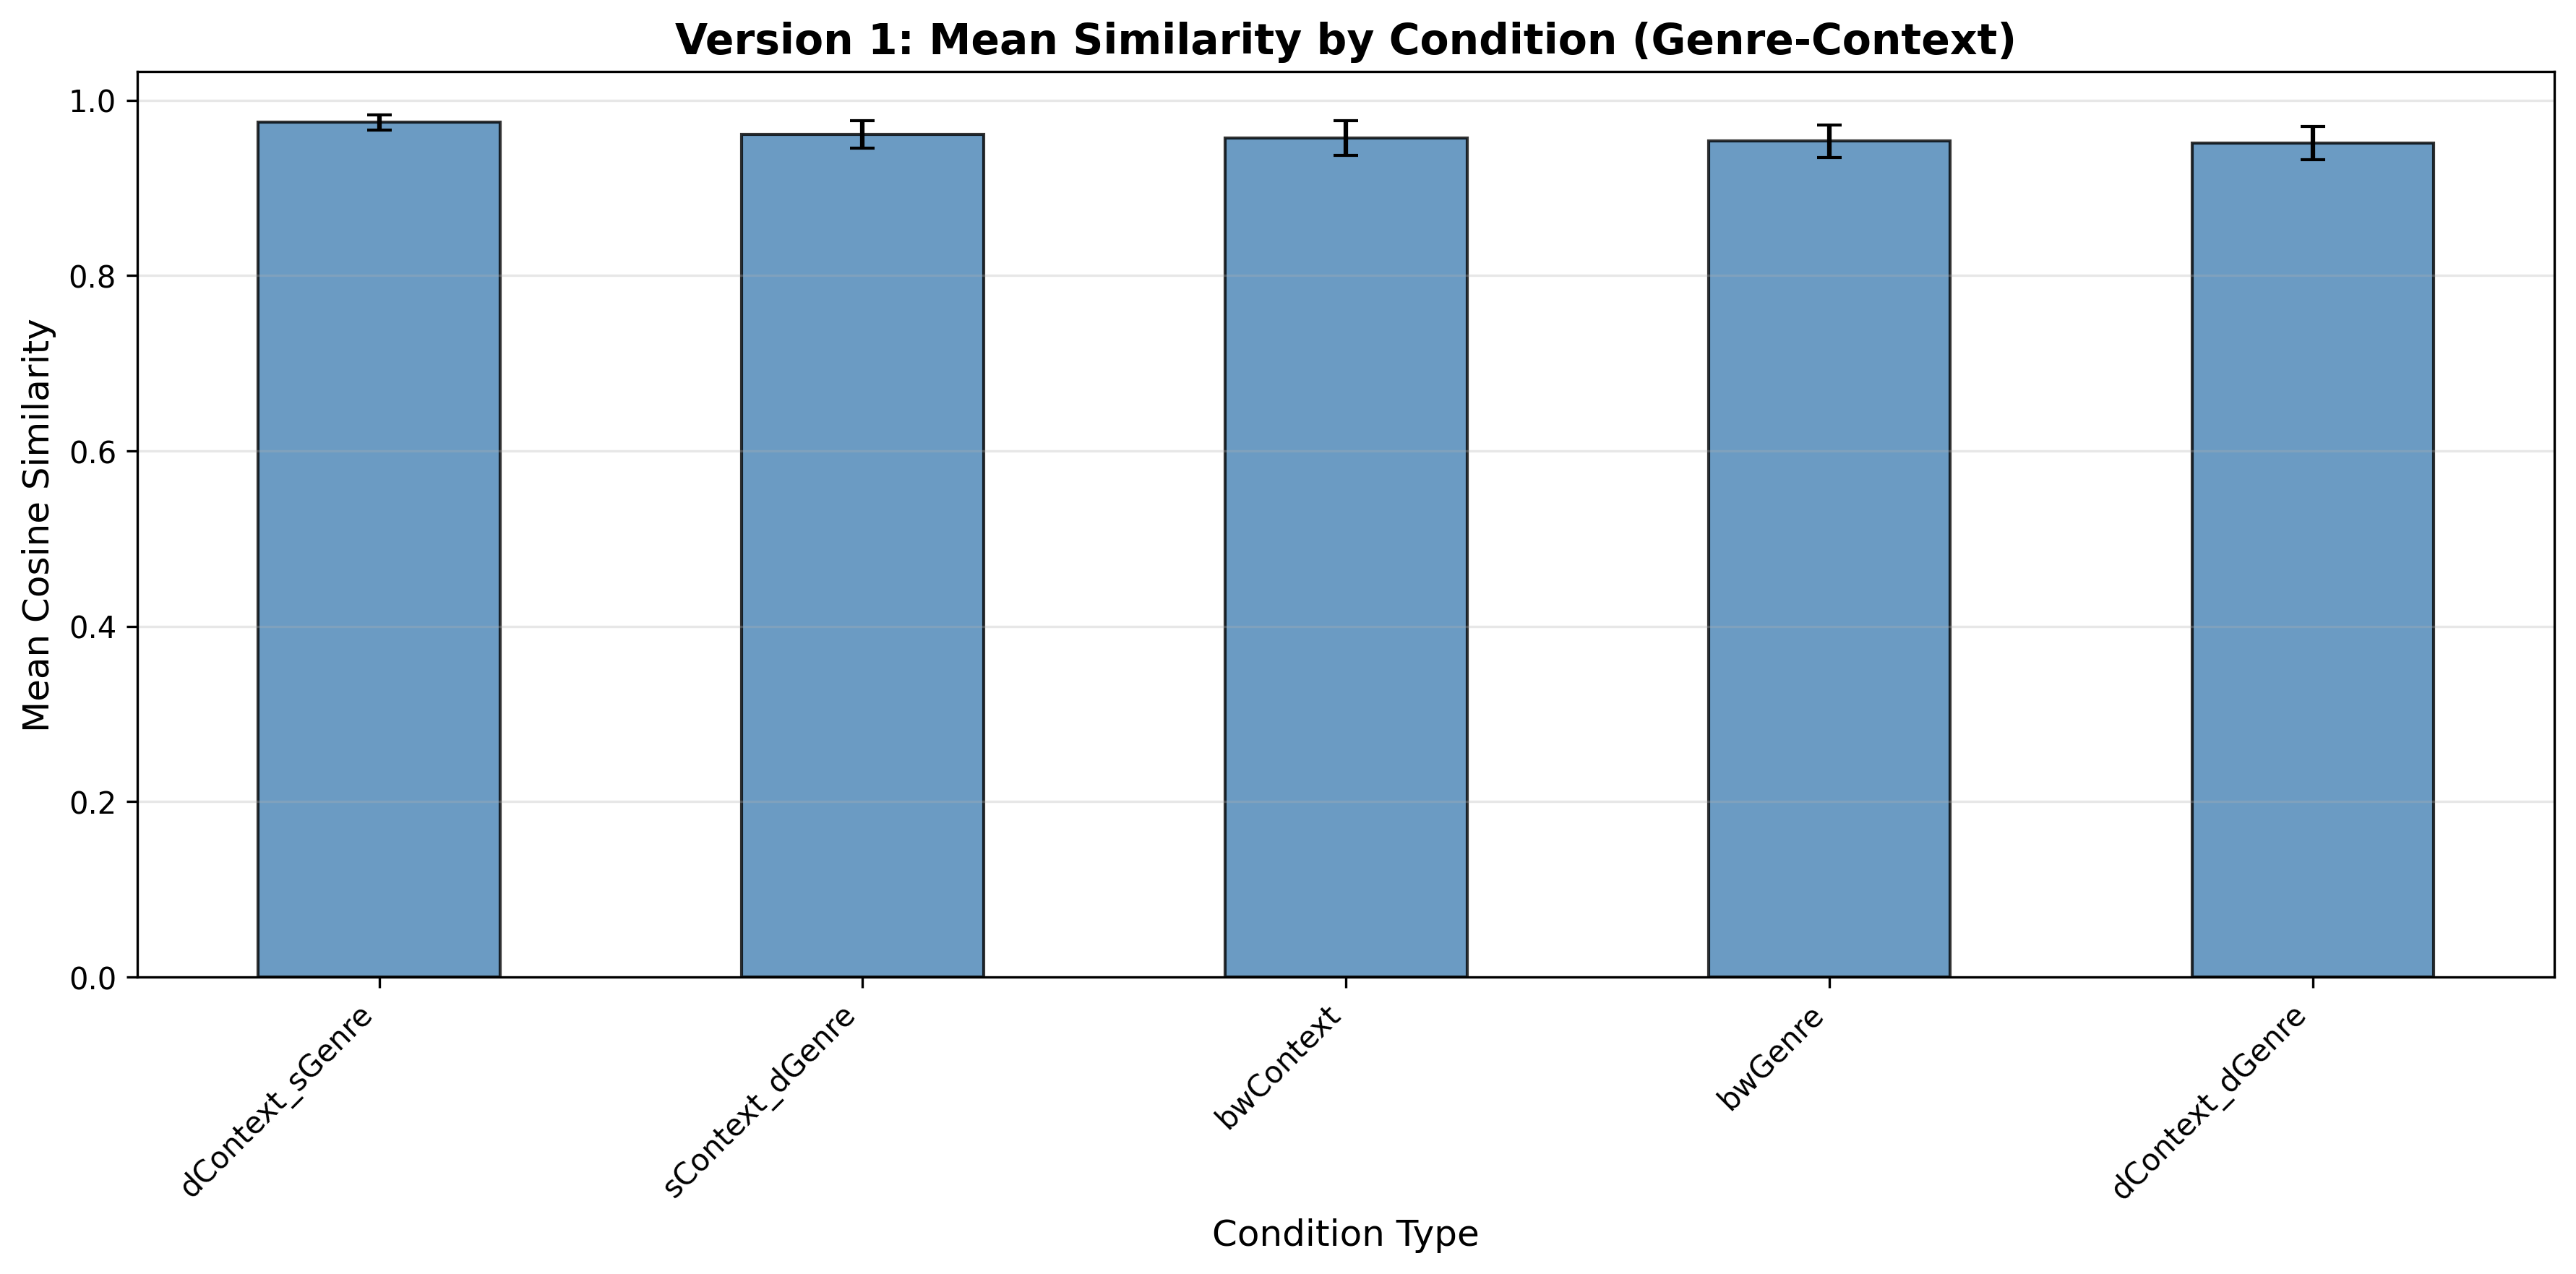 Version 1: Mean Similarity by Condition (Genre-Context)
Mean Cosine Similarity
1.0
0.8
0.6
0.4
0.2
0.0
dContext_sGenre
sContext_dGenre
bwContext
bwGenre
dContext_dGenre
Condition Type